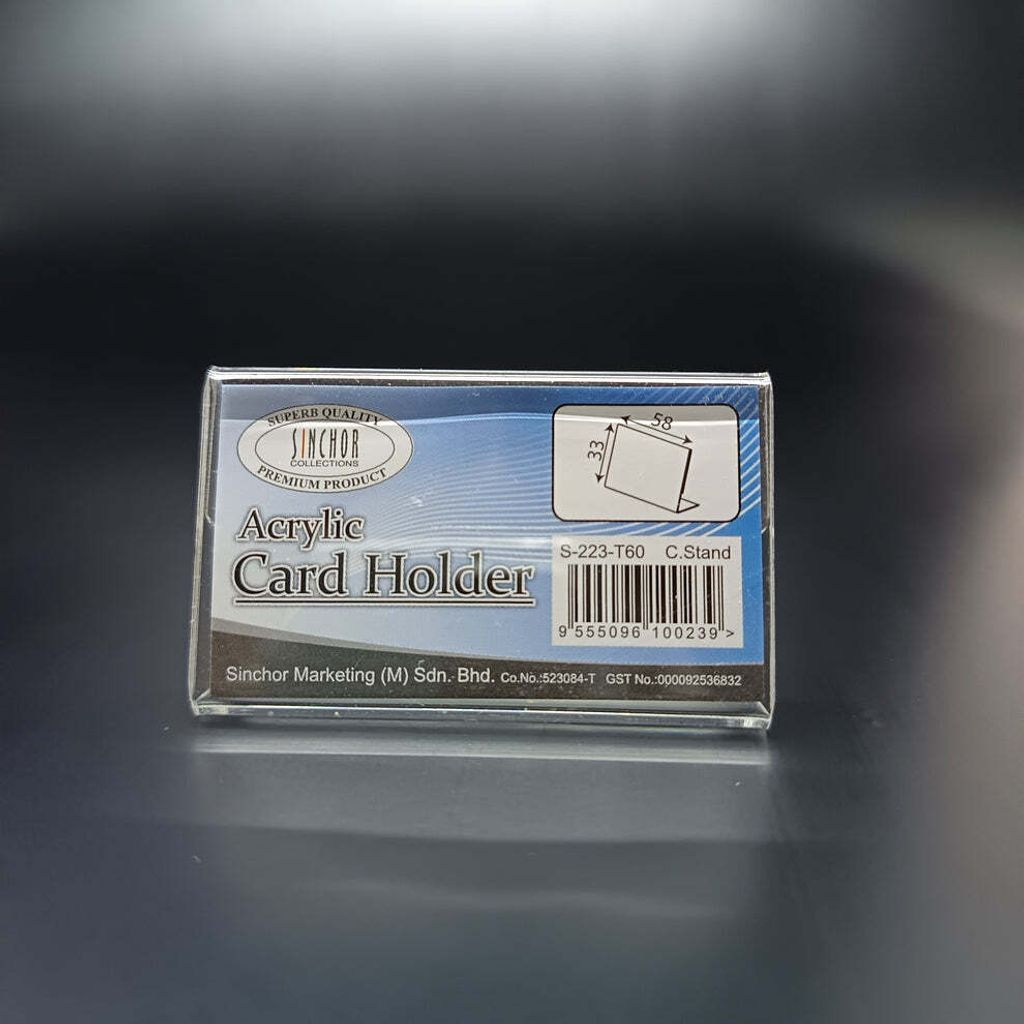 SUPERB QUALITY
SINCHOR
COLLECTIONS
PREMIUM PRODUCT
58
33
Acrylic
Card Holder
S-223-T60 C.Stand
9 555096 100239 >
Sinchor Marketing (M) Sdn. Bhd. Co.No.:523084-T GST No.:000092536832